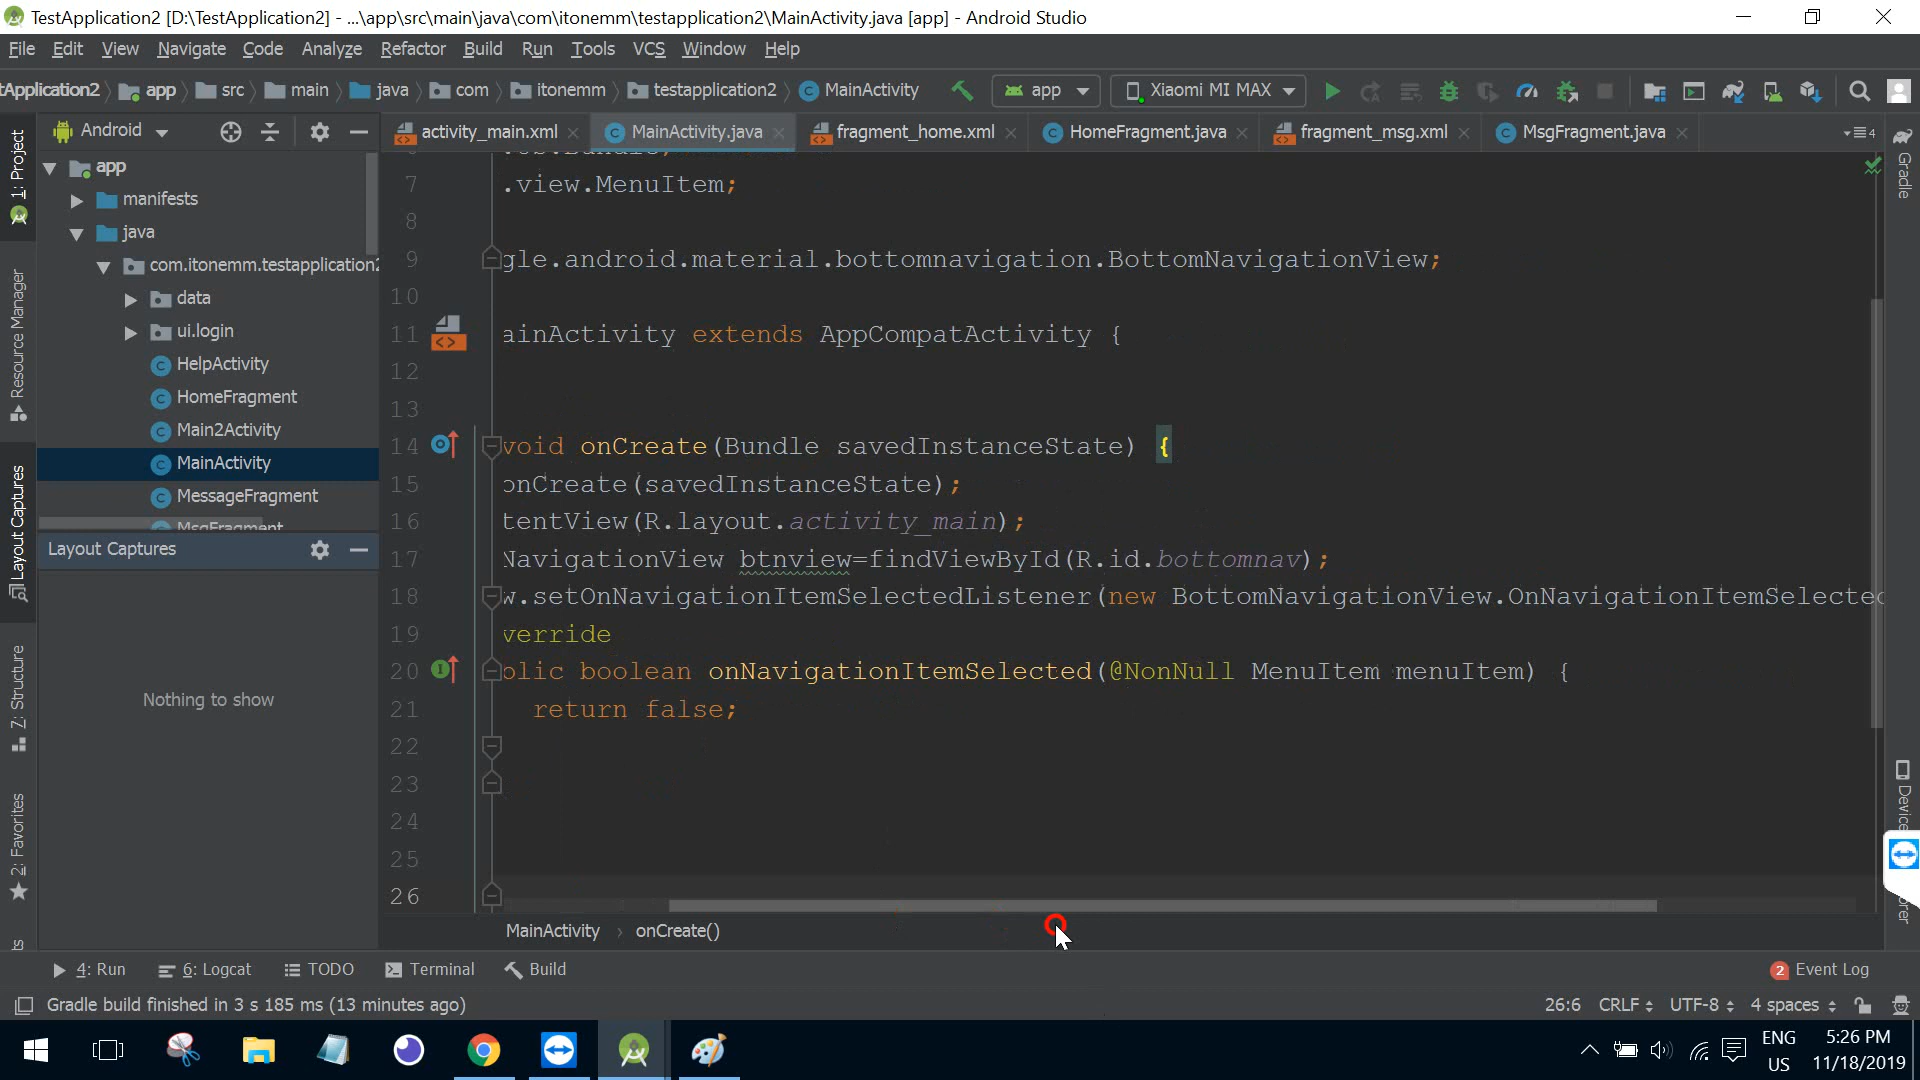 TestApplication2 [D:\TestApplication2] - ...\app\src\main\java\com\itonemm\testapplication2\MainActivity.java [app] - Android Studio
File Edit View Navigate Code Analyze Refactor Build Run Tools VCS Window Help
tApplication2 app src main java com itonemm testapplication2 MainActivity app Xiaomi MI MAX
Android activity_main.xml MainActivity.java fragment_home.xml HomeFragment.java fragment_msg.xml MsgFragment.java 4
1: Project
Resource Manager
Layout Captures
7: Structure
2: Favorites
Gradle
Device
orer
app
manifests
java
com.itonemm.testapplication2
data
ui.login
HelpActivity
HomeFragment
Main2Activity
MainActivity
MessageFragment
MsgFragment
Layout Captures
Nothing to show
7 .view.MenuItem;
8
9 gle.android.material.bottomnavigation.BottomNavigationView;
10
11 ainActivity extends AppCompatActivity {
12
13
14 void onCreate(Bundle savedInstanceState) {
15 onCreate(savedInstanceState);
16 tentView(R.layout.activity_main);
17 NavigationView btnview=findViewById(R.id.bottomnav);
18 w.setOnNavigationItemSelectedListener(new BottomNavigationView.OnNavigationItemSelected
19 verride
20 blic boolean onNavigationItemSelected(@NonNull MenuItem menuItem) {
21 return false;
22
23
24
25
26
MainActivity › onCreate()
4: Run 6: Logcat TODO Terminal Build 2 Event Log
Gradle build finished in 3 s 185 ms (13 minutes ago) 26:6 CRLF UTF-8 4 spaces
ENG
US
5:26 PM
11/18/2019